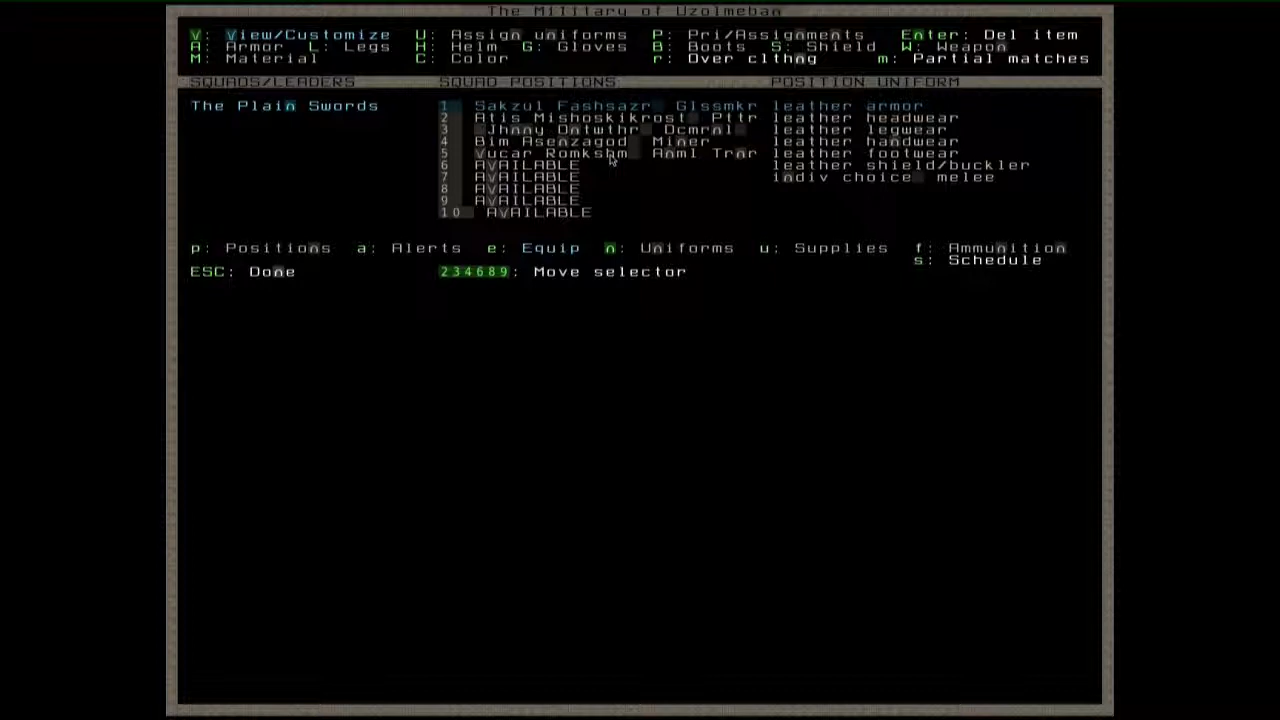 The Military of Uzolmeban
V: View/Customize U: Assign uniforms P: Pri/Assignments Enter: Del item
A: Armor L: Legs H: Helm G: Gloves B: Boots S: Shield W: Weapon
M: Material C: Color r: Over clthng m: Partial matches
SQUADS/LEADERS SQUAD POSITIONS POSITION UNIFORM
The Plain Swords 1 Sakzul Fashsazr Glssmkr leather armor
2 Atis Mishoskikrost Pttr leather headwear
3 Jhnny Dntwthr Dcmrnl leather legwear
4 Bim Asenzagod Miner leather handwear
5 Vucar Romkshm Anml Trnr leather footwear
6 AVAILABLE leather shield/buckler
7 AVAILABLE indiv choice melee
8 AVAILABLE
9 AVAILABLE
10 AVAILABLE
p: Positions a: Alerts e: Equip n: Uniforms u: Supplies f: Ammunition
s: Schedule
ESC: Done 234689: Move selector